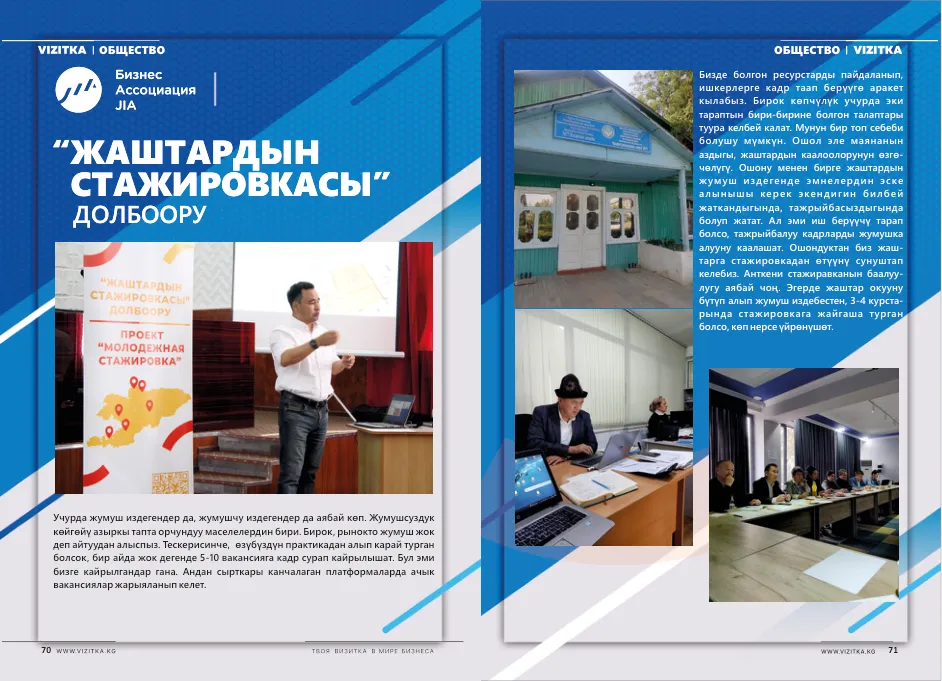 VIZITKA | ОБЩЕСТВО
Бизнес
Ассоциация
JIA
“ЖАШТАРДЫН
СТАЖИРОВКАСЫ”
ДОЛБООРУ
“ЖАШТАРДЫН
СТАЖИРОВКАСЫ”
ДОЛБООРУ
ПРОЕКТ
“МОЛОДЕЖНАЯ
СТАЖИРОВКА”
Учурда жумуш издегендер да, жумушчу издегендер да аябай көп. Жумушсуздук
көйгөйү азыркы тапта орчундуу маселелердин бири. Бирок, рынокто жумуш жок
деп айтуудан алыспыз. Тескерисинче, өзүбүздүн практикадан алып карай турган
болсок, бир айда жок дегенде 5-10 вакансияга кадр сурап кайрылышат. Бул эми
бизге кайрылгандар гана. Андан сырткары канчалаган платформаларда ачык
вакансиялар жарыяланып келет.
70 WWW.VIZITKA.KG
ТВОЯ ВИЗИТКА В МИРЕ БИЗНЕСА
ОБЩЕСТВО | VIZITKA
Бизде болгон ресурстарды пайдаланып,
ишкерлерге кадр таап берүүгө аракет
кылабыз. Бирок көпчүлүк учурда эки
тараптын бири-бирине болгон талаптары
туура келбей калат. Мунун бир топ себеби
болушу мүмкүн. Ошол эле маянанын
аздыгы, жаштардын каалоолорунун өзгө-
чөлүгү. Ошону менен бирге жаштардын
жумуш издегенде эмнелердин эске
алынышы керек экендигин билбей
жаткандыгында, тажрыйбасыздыгында
болуп жатат. Ал эми иш берүүчү тарап
болсо, тажрыйбалуу кадрларды жумушка
алууну каалашат. Ошондуктан биз жаш-
тарга стажировкадан өтүүнү сунуштап
келебиз. Анткени стажиравканын баалуу-
лугу аябай чоң. Эгерде жаштар окууну
бүтүп алып жумуш издебестен, 3-4 курста-
рында стажировкага жайгаша турган
болсо, көп нерсе үйрөнүшөт.
WWW.VIZITKA.KG 71